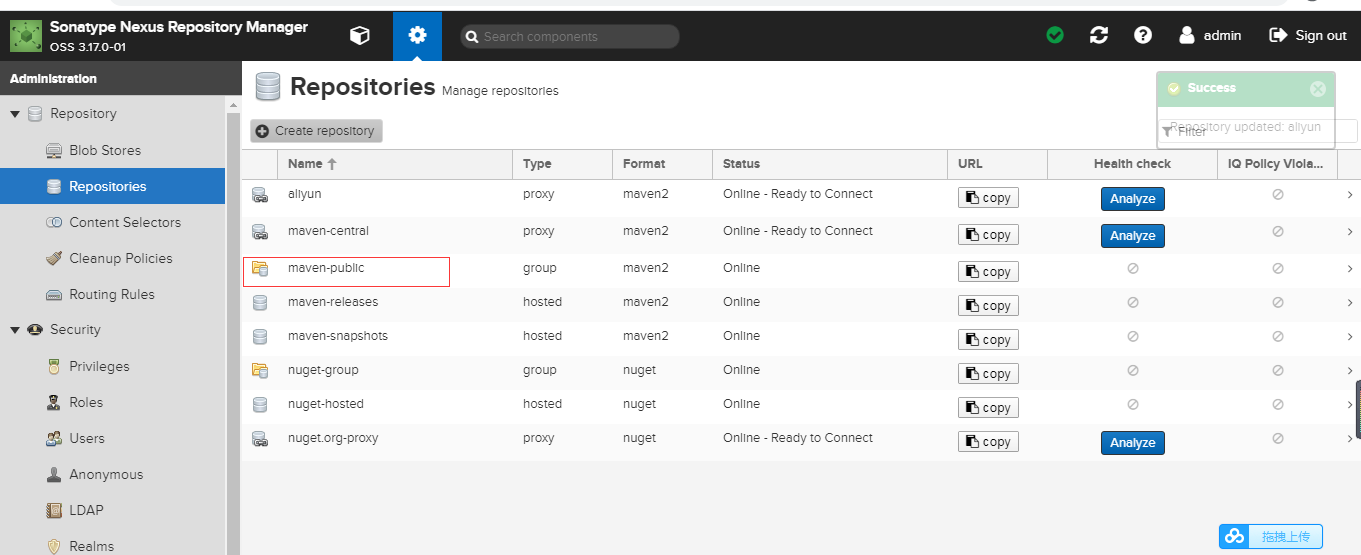 Sonatype Nexus Repository Manager
OSS 3.17.0-01
Search components
admin
Sign out
Administration
Repository
Blob Stores
Repositories
Content Selectors
Cleanup Policies
Routing Rules
Security
Privileges
Roles
Users
Anonymous
LDAP
Realms
Repositories Manage repositories
Success
Repository updated: aliyun
Create repository
Filter
Name Type Format Status URL Health check IQ Policy Viola...
aliyun proxy maven2 Online - Ready to Connect copy Analyze
maven-central proxy maven2 Online - Ready to Connect copy Analyze
maven-public group maven2 Online copy
maven-releases hosted maven2 Online copy
maven-snapshots hosted maven2 Online copy
nuget-group group nuget Online copy
nuget-hosted hosted nuget Online copy
nuget.org-proxy proxy nuget Online - Ready to Connect copy Analyze
拖拽上传